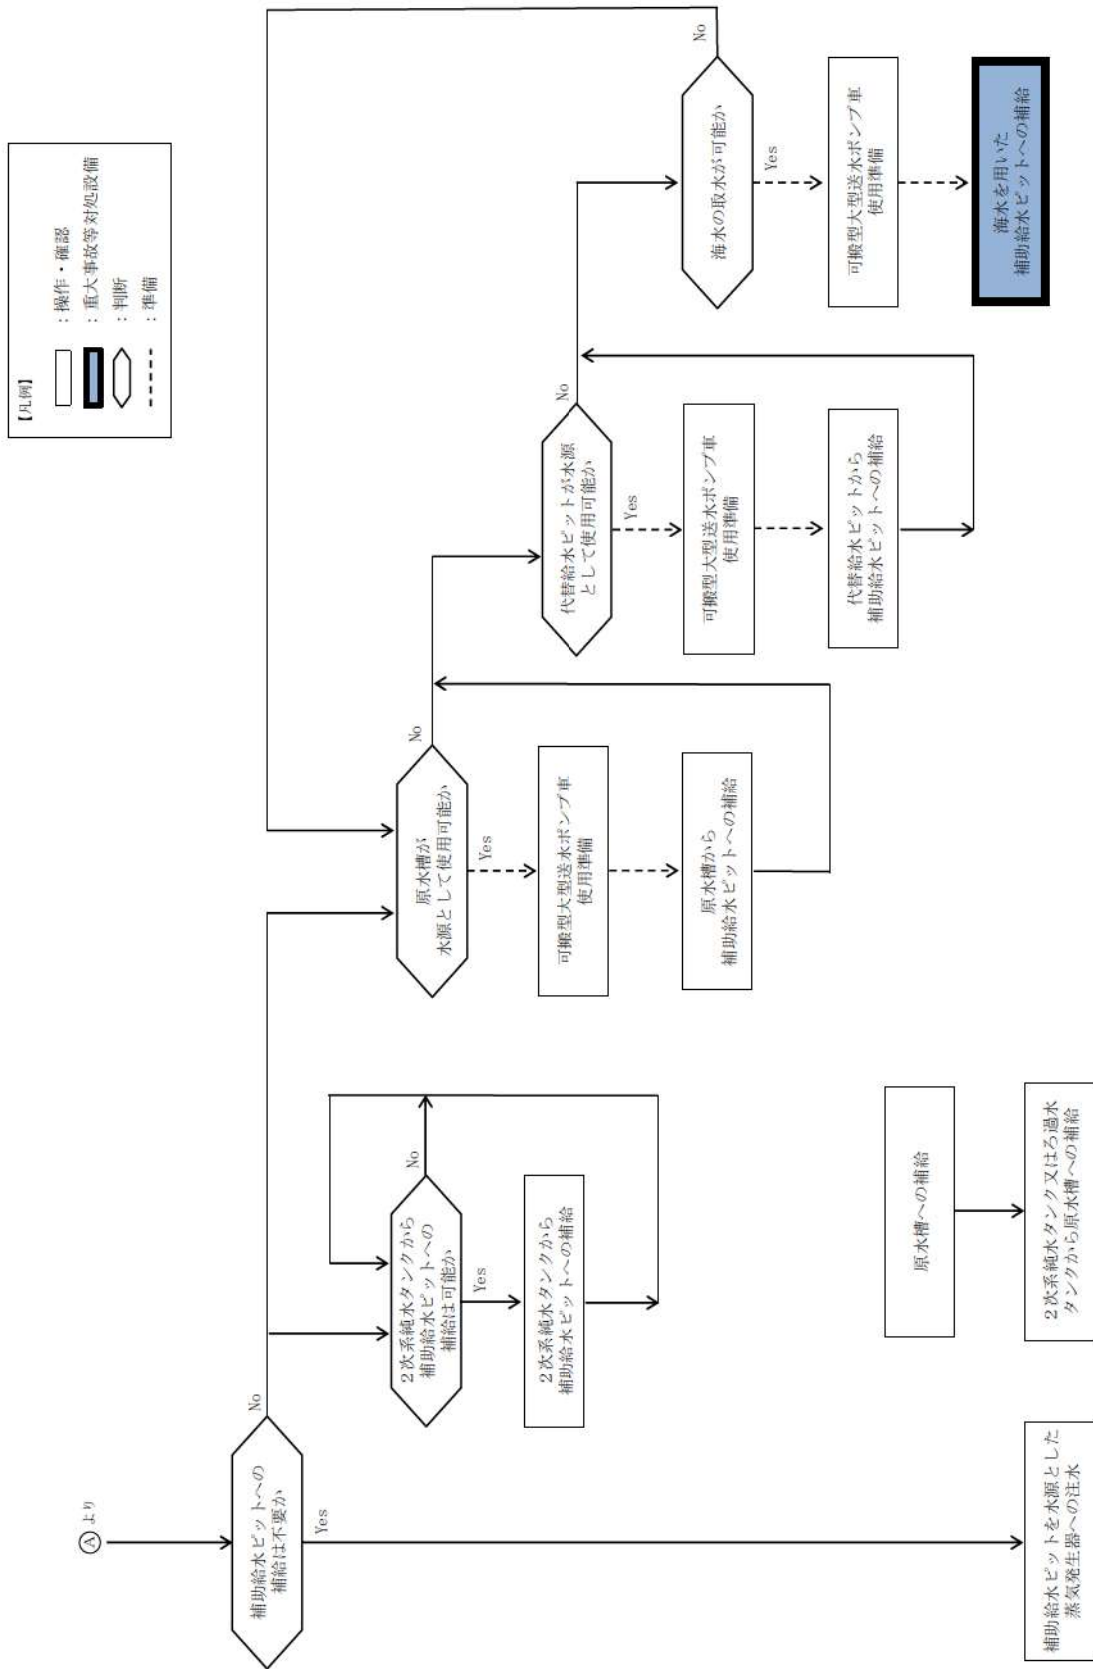 【凡例】
：操作・確認
：重大事故等対処設備
：判断
：準備
Ⓐより
補助給水ピットへの
補給は不要か
No
Yes
補助給水ピットを水源とした
蒸気発生器への注水
2次系純水タンクから
補助給水ピットへの
補給は可能か
No
Yes
2次系純水タンクから
補助給水ピットへの補給
原水槽への補給
2次系純水タンク又はろ過水
タンクから原水槽への補給
原水槽が
水源として使用可能か
No
Yes
可搬型大型送水ポンプ車
使用準備
原水槽から
補助給水ピットへの補給
代替給水ピットが水源
として使用可能か
No
Yes
可搬型大型送水ポンプ車
使用準備
代替給水ピットから
補助給水ピットへの補給
海水の取水が可能か
No
Yes
可搬型大型送水ポンプ車
使用準備
海水を用いた
補助給水ピットへの補給